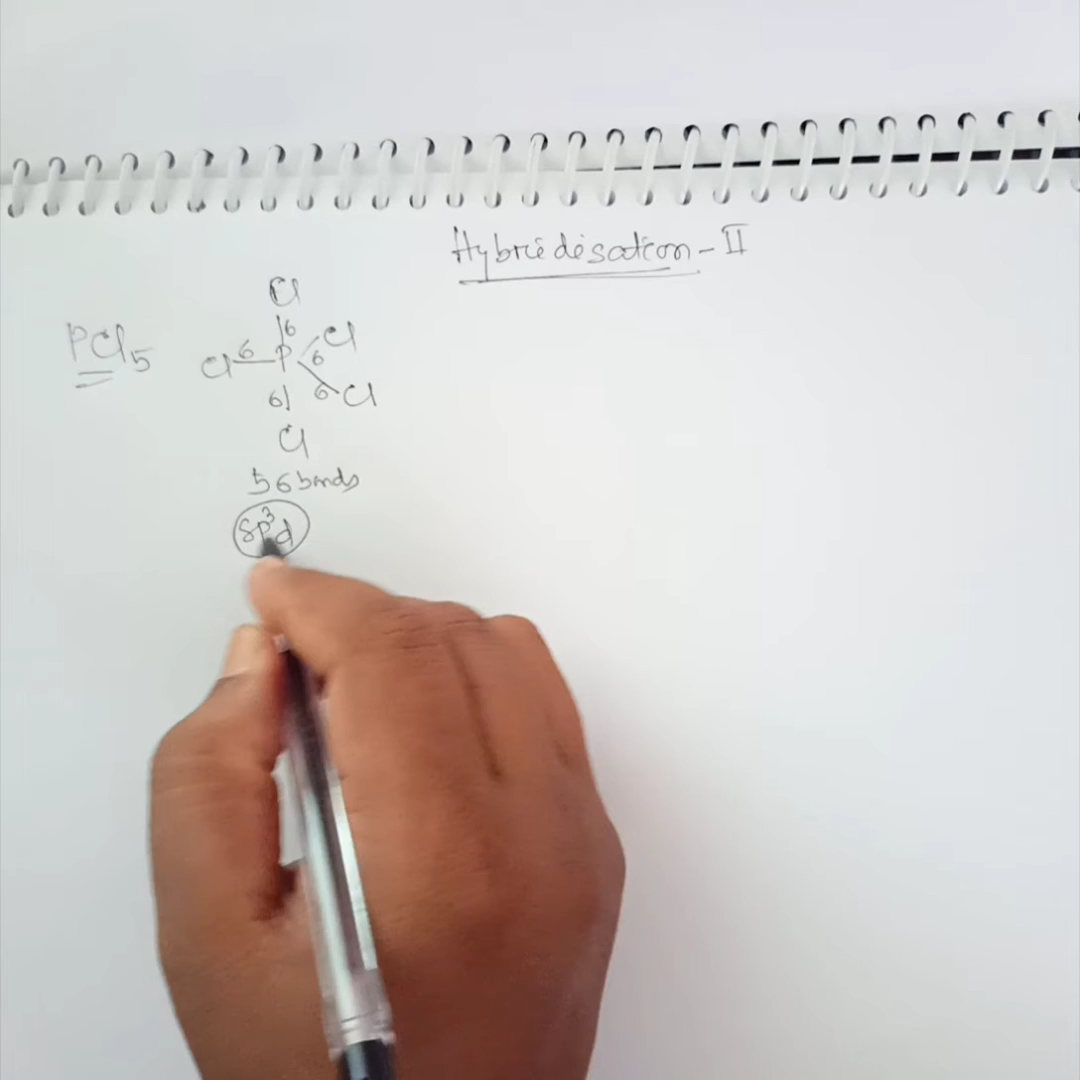 Hybridisation - II
Cl
PCl5
Cl 6 P 6 6 Cl
6 6 Cl
Cl
5 6 bonds
sp³d